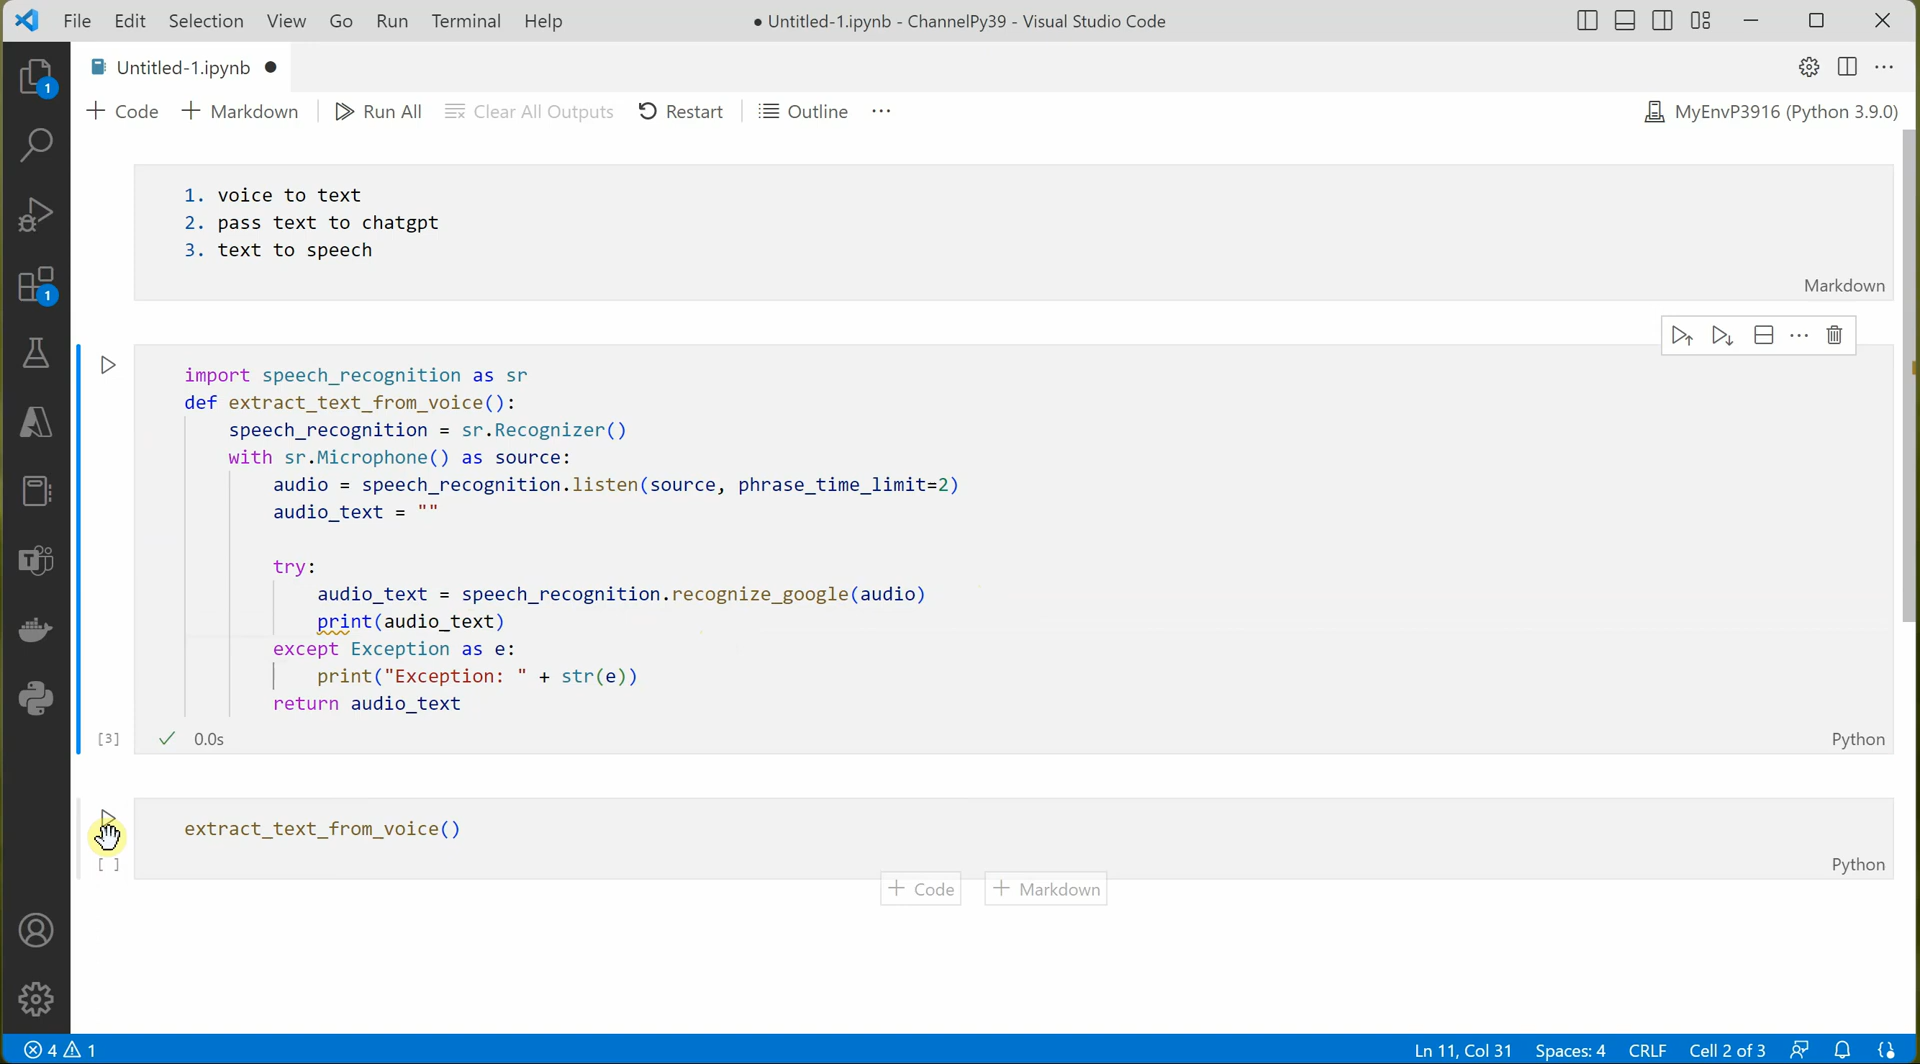 File Edit Selection View Go Run Terminal Help ● Untitled-1.ipynb - ChannelPy39 - Visual Studio Code
Untitled-1.ipynb ●
+ Code + Markdown Run All Clear All Outputs Restart Outline ··· MyEnvP3916 (Python 3.9.0)
1
1
1. voice to text
2. pass text to chatgpt
3. text to speech
Markdown
import speech_recognition as sr
def extract_text_from_voice():
speech_recognition = sr.Recognizer()
with sr.Microphone() as source:
audio = speech_recognition.listen(source, phrase_time_limit=2)
audio_text = ""
try:
audio_text = speech_recognition.recognize_google(audio)
print(audio_text)
except Exception as e:
print("Exception: " + str(e))
return audio_text
[3] ✓ 0.0s Python
extract_text_from_voice()
[ ] Python
+ Code + Markdown
4 1 Ln 11, Col 31 Spaces: 4 CRLF Cell 2 of 3